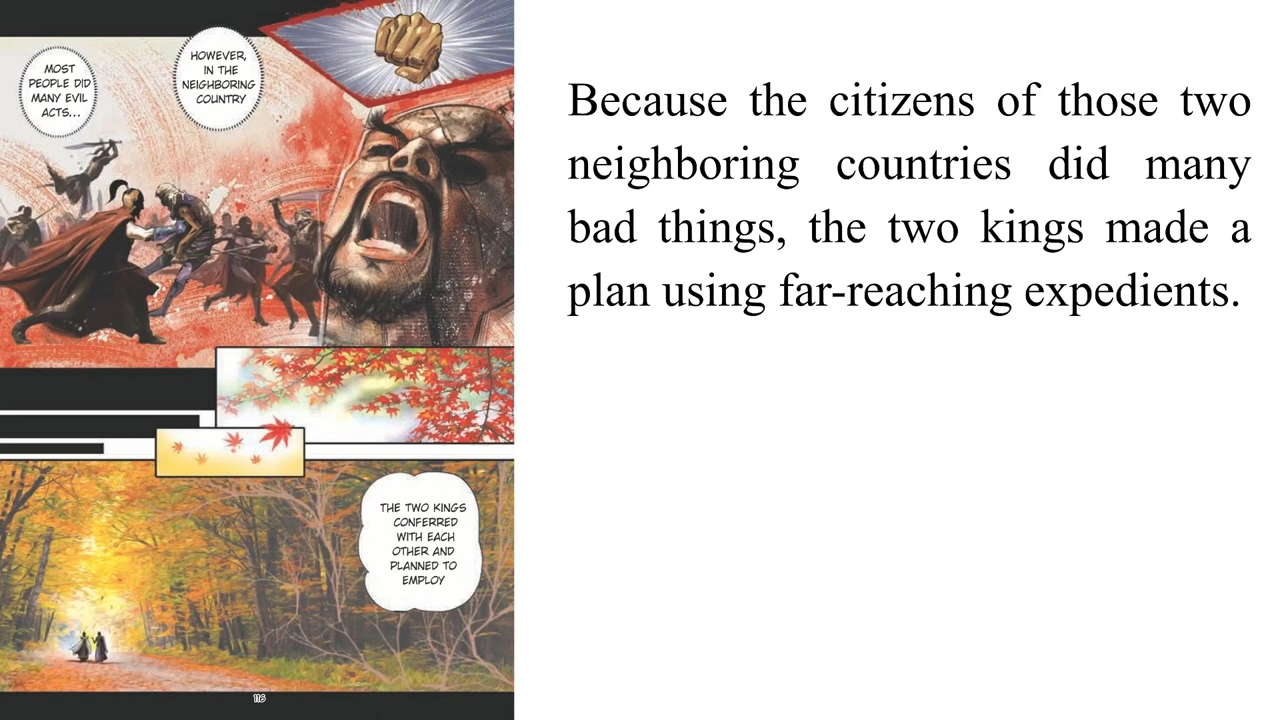 HOWEVER,
IN THE
NEIGHBORING
COUNTRY
MOST
PEOPLE DID
MANY EVIL
ACTS...
THE TWO KINGS
CONFERRED
WITH EACH
OTHER AND
PLANNED TO
EMPLOY
116
Because the citizens of those two
neighboring countries did many
bad things, the two kings made a
plan using far-reaching expedients.